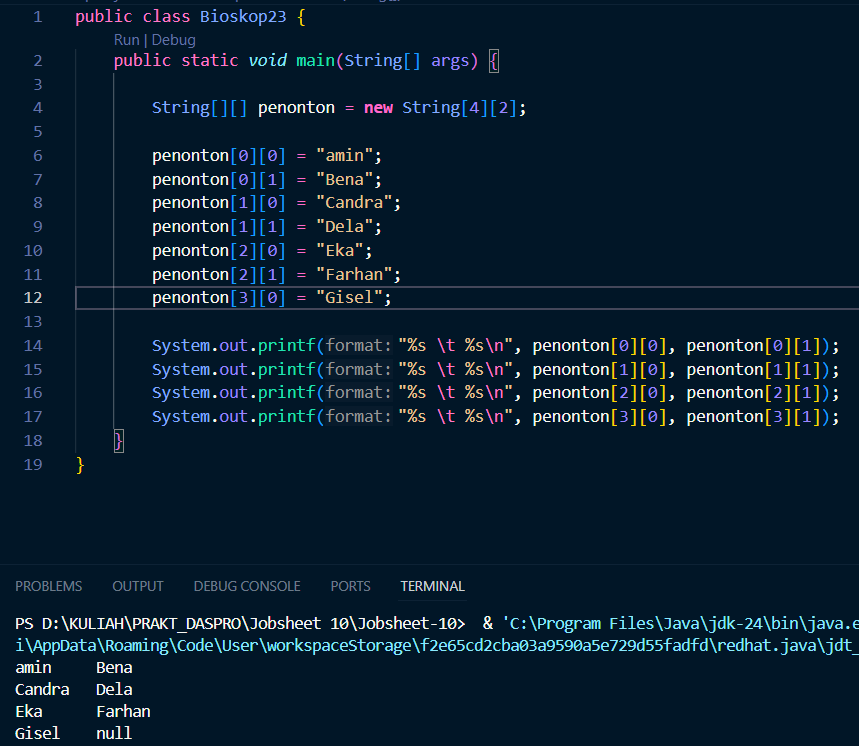 1 public class Bioskop23 {
Run | Debug
2 public static void main(String[] args) {
3
4 String[][] penonton = new String[4][2];
5
6 penonton[0][0] = "amin";
7 penonton[0][1] = "Bena";
8 penonton[1][0] = "Candra";
9 penonton[1][1] = "Dela";
10 penonton[2][0] = "Eka";
11 penonton[2][1] = "Farhan";
12 penonton[3][0] = "Gisel";
13
14 System.out.printf(format: "%s \t %s\n", penonton[0][0], penonton[0][1]);
15 System.out.printf(format: "%s \t %s\n", penonton[1][0], penonton[1][1]);
16 System.out.printf(format: "%s \t %s\n", penonton[2][0], penonton[2][1]);
17 System.out.printf(format: "%s \t %s\n", penonton[3][0], penonton[3][1]);
18 }
19 }
PROBLEMS OUTPUT DEBUG CONSOLE PORTS TERMINAL
PS D:\KULIAH\PRAKT_DASPRO\Jobsheet 10\Jobsheet-10> & 'C:\Program Files\Java\jdk-24\bin\java.e
i\AppData\Roaming\Code\User\workspaceStorage\f2e65cd2cba03a9590a5e729d55fadfd\redhat.java\jdt_
amin Bena
Candra Dela
Eka Farhan
Gisel null